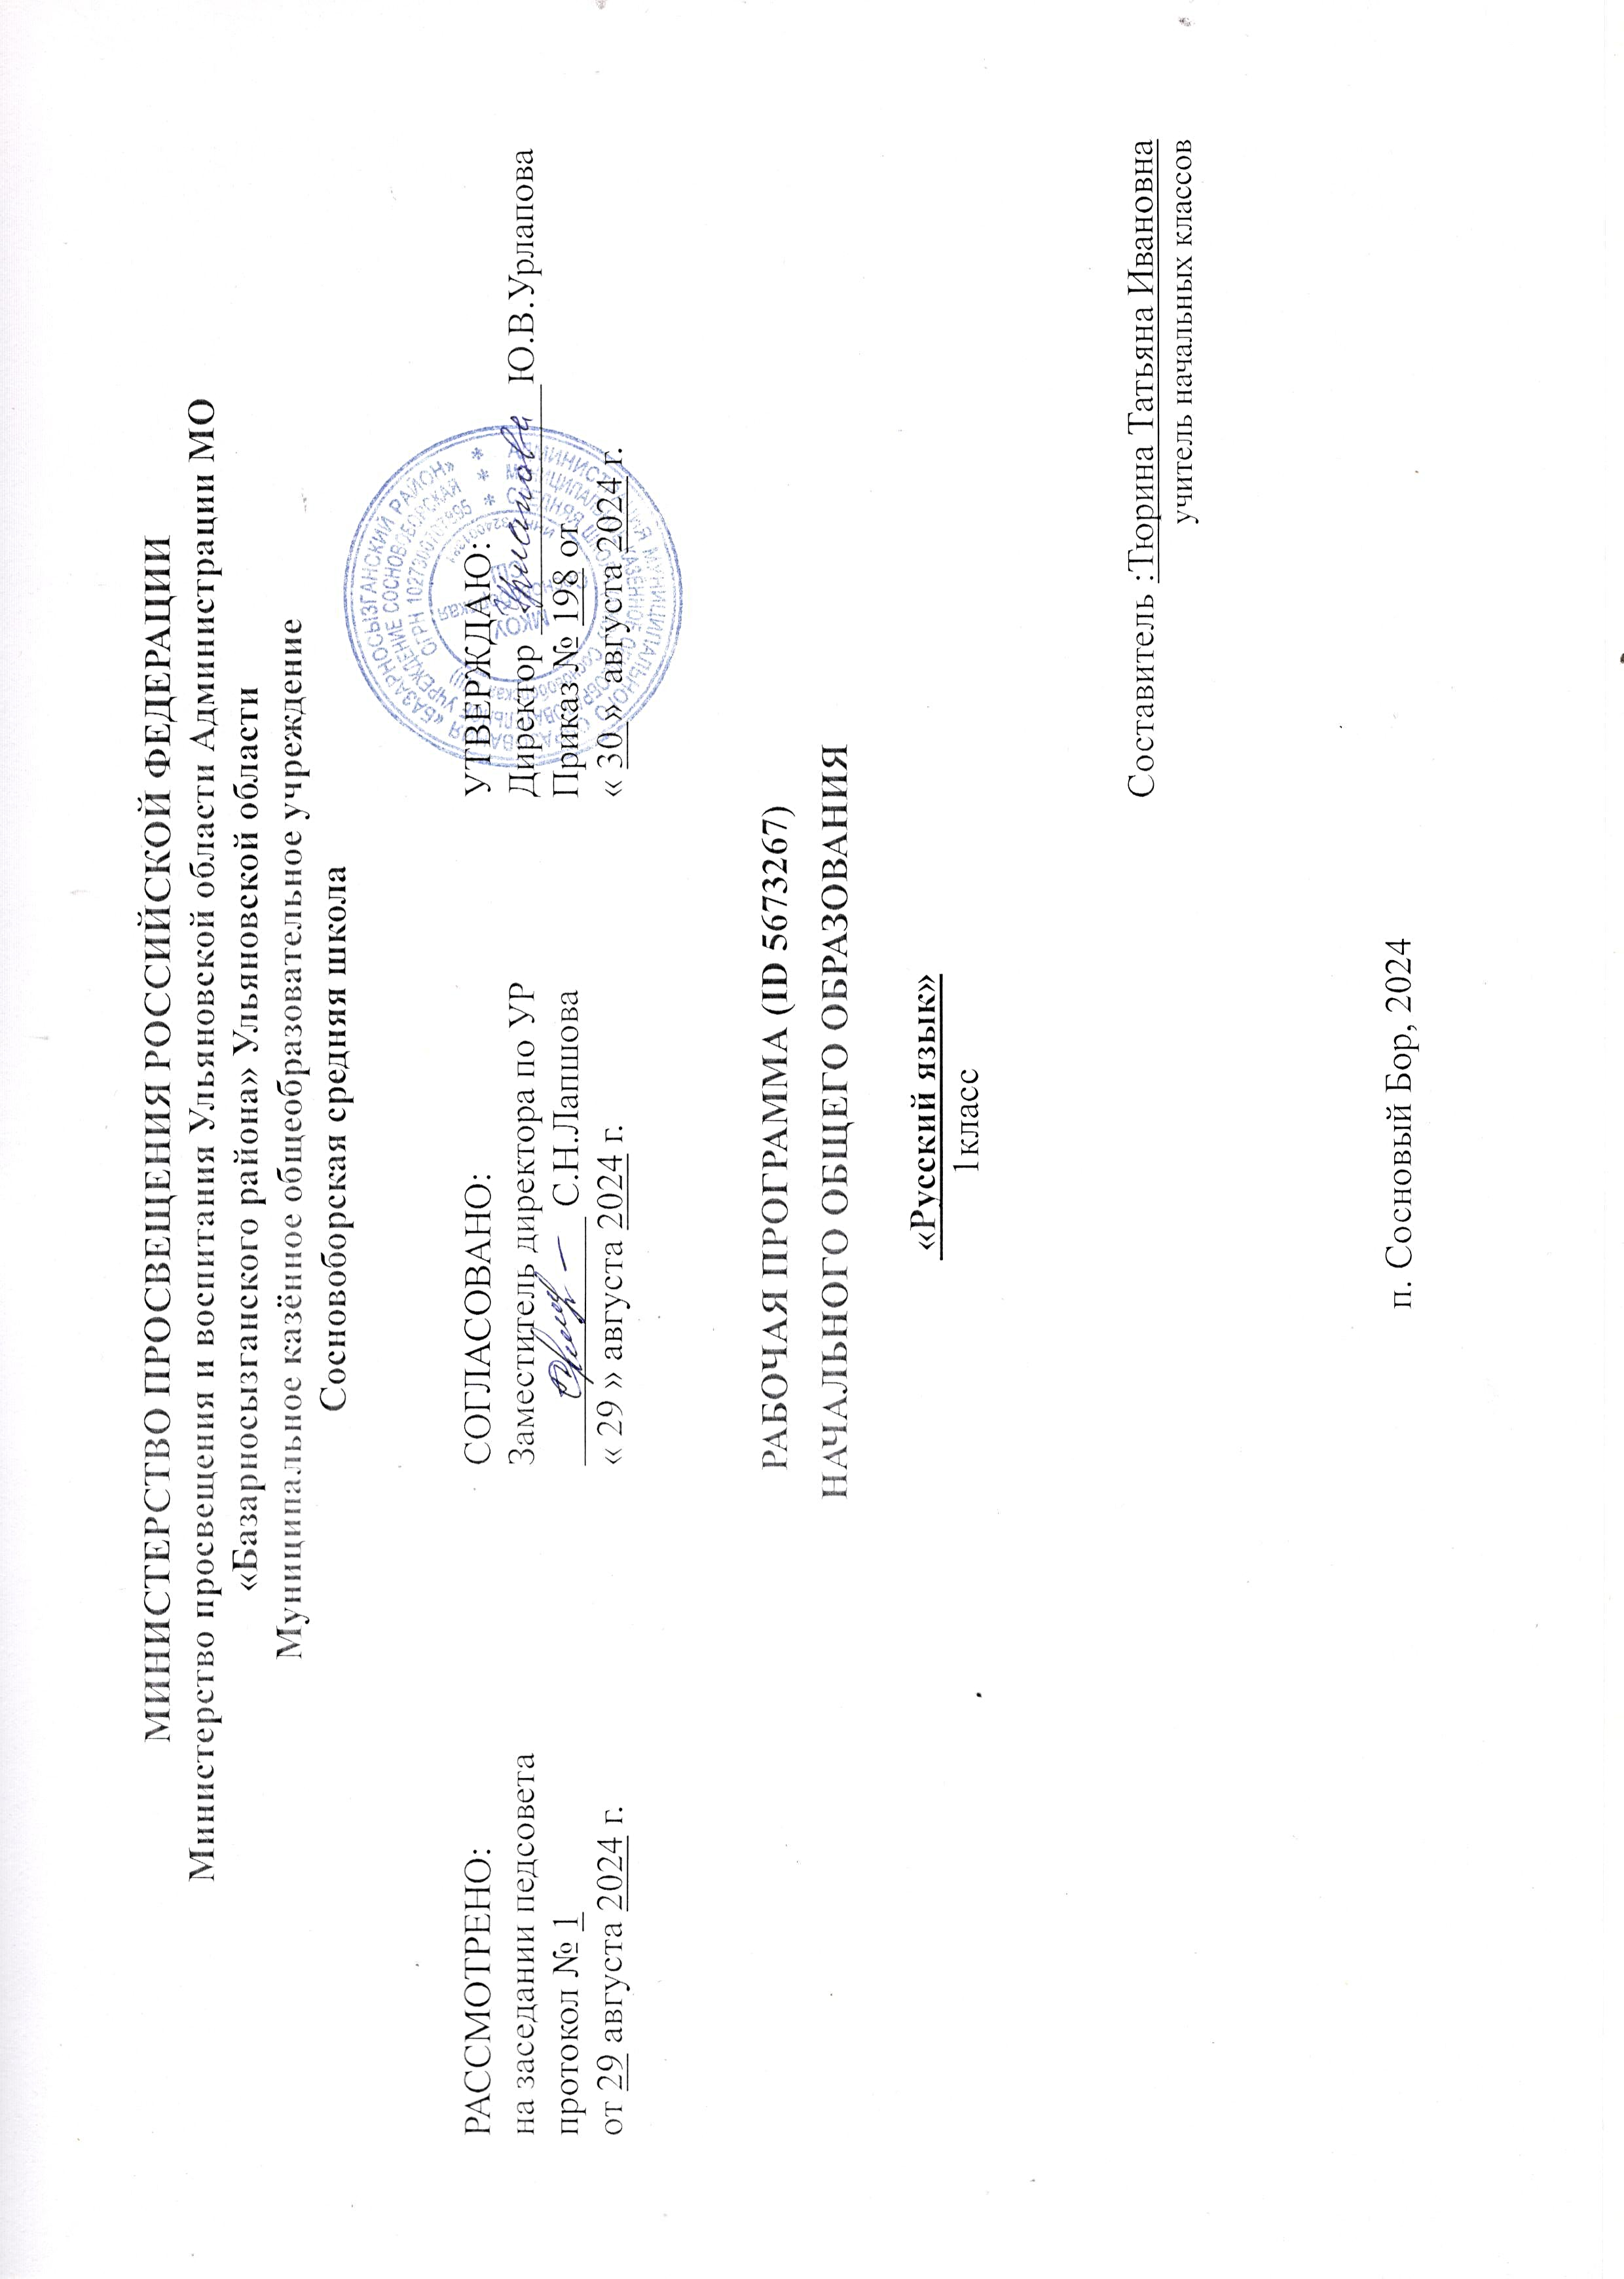 МИНИСТЕРСТВО ПРОСВЕЩЕНИЯ РОССИЙСКОЙ ФЕДЕРАЦИИ
Министерство просвещения и воспитания Ульяновской области Администрации МО
«Базарносызганского района» Ульяновской области
Муниципальное казённое общеобразовательное учреждение
Сосновоборская средняя школа
РАССМОТРЕНО:
на заседании педсовета
протокол № 1
от 29 августа 2024 г.
СОГЛАСОВАНО:
Заместитель директора по УР
С.Н.Лапшова
« 29 » августа 2024 г.
УТВЕРЖДАЮ:
Директор Ю.В.Урлапова
Приказ № 198 от
« 30 » августа 2024 г.
РАБОЧАЯ ПРОГРАММА (ID 5673267)
НАЧАЛЬНОГО ОБЩЕГО ОБРАЗОВАНИЯ
«Русский язык»
1класс
Составитель :Тюрина Татьяна Ивановна
учитель начальных классов
п. Сосновый Бор, 2024